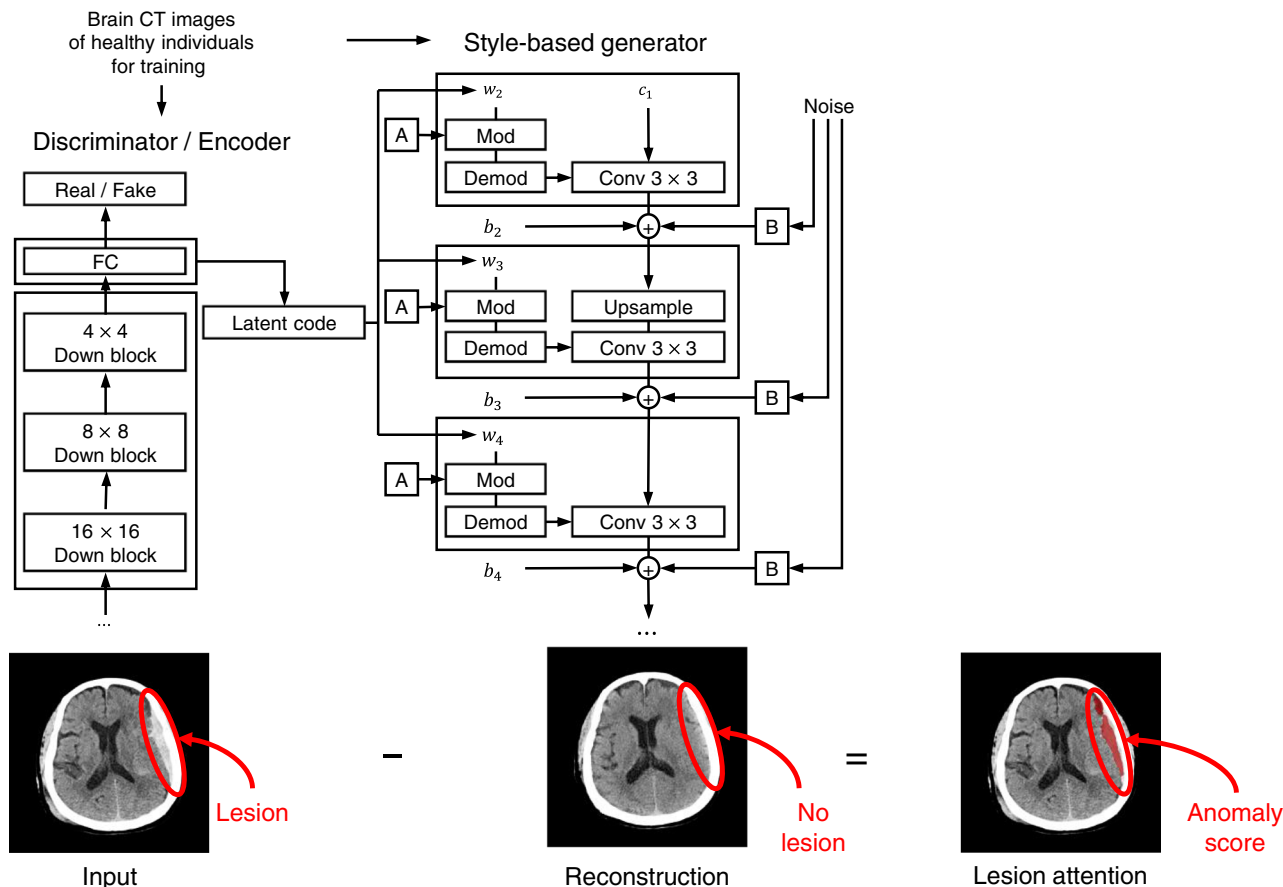 Brain CT images
of healthy individuals
for training
Style-based generator
Discriminator / Encoder
Real / Fake
FC
4 × 4
Down block
8 × 8
Down block
16 × 16
Down block
...
Latent code
w₂
c₁
A
Mod
Demod
Conv 3 × 3
Noise
b₂
+
B
w₃
A
Mod
Upsample
Demod
Conv 3 × 3
b₃
+
B
w₄
A
Mod
Demod
Conv 3 × 3
b₄
+
B
...
Lesion
–
No
lesion
=
Anomaly
score
Input
Reconstruction
Lesion attention